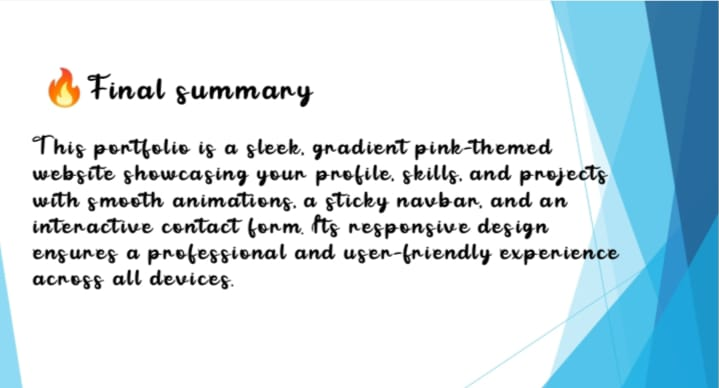 🔥Final summary
This portfolio is a sleek, gradient pink-themed
website showcasing your profile, skills, and projects
with smooth animations, a sticky navbar, and an
interactive contact form. Its responsive design
ensures a professional and user-friendly experience
across all devices.